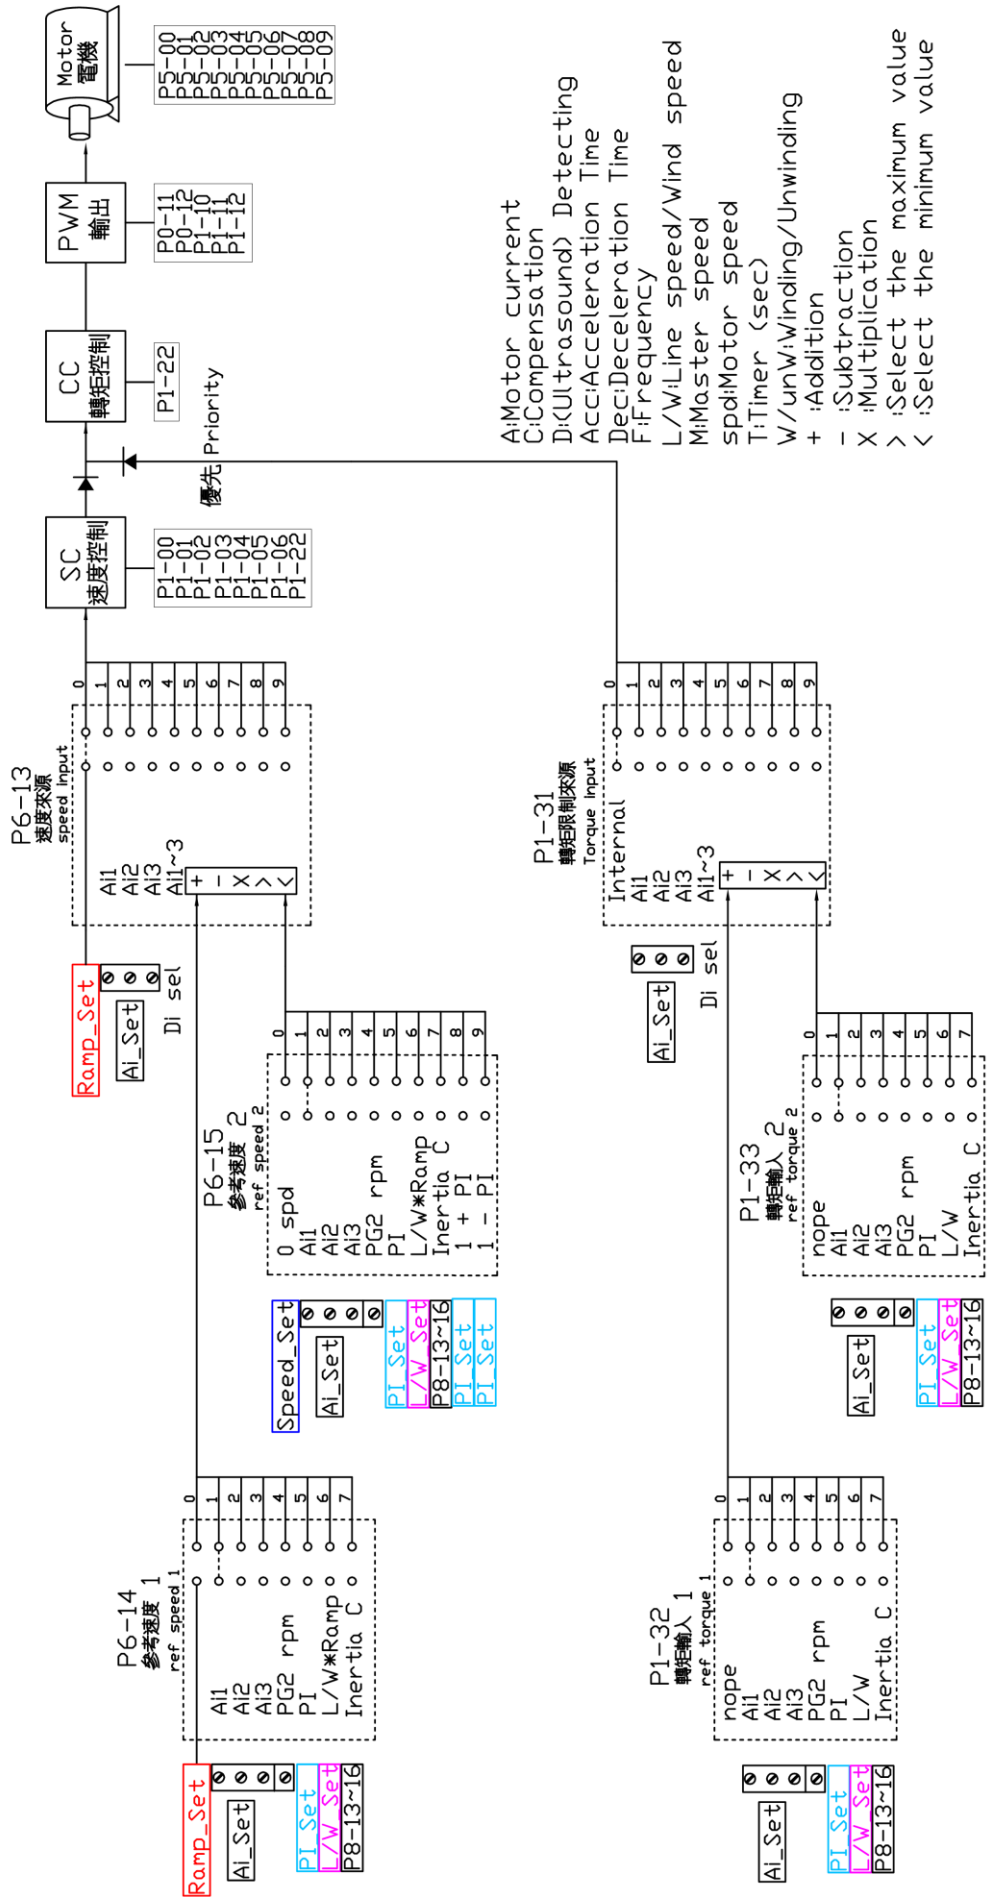 Ramp_Set
Ai_Set
PI_Set
L/W_Set
P8-13~16
P6-14
參考速度 1
ref speed 1
Ai1
Ai2
Ai3
PG2 rpm
PI
L/W*Ramp
Inertia C
0
1
2
3
4
5
6
7
Speed_Set
Ai_Set
PI_Set
L/W_Set
P8-13~16
PI_Set
PI_Set
P6-15
參考速度 2
ref speed 2
0 spd
Ai1
Ai2
Ai3
PG2 rpm
PI
L/W*Ramp
Inertia C
1 + PI
1 - PI
0
1
2
3
4
5
6
7
8
9
Ramp_Set
Ai_Set
Di sel
P6-13
速度來源
speed input
Ai1
Ai2
Ai3
Ai1~3
+
-
X
>
<
0
1
2
3
4
5
6
7
8
9
SC
速度控制
P1-00
P1-01
P1-02
P1-03
P1-04
P1-05
P1-06
P1-22
優先 Priority
CC
轉矩控制
P1-22
PWM
輸出
P0-11
P0-12
P1-10
P1-11
P1-12
Motor
電機
P5-00
P5-01
P5-02
P5-03
P5-04
P5-05
P5-06
P5-07
P5-08
P5-09
Ai_Set
PI_Set
L/W_Set
P8-13~16
P1-32
轉矩輸入 1
ref torque 1
nope
Ai1
Ai2
Ai3
PG2 rpm
PI
L/W
Inertia C
0
1
2
3
4
5
6
7
Ai_Set
PI_Set
L/W_Set
P8-13~16
P1-33
轉矩輸入 2
ref torque 2
nope
Ai1
Ai2
Ai3
PG2 rpm
PI
L/W
Inertia C
0
1
2
3
4
5
6
7
Ai_Set
Di sel
P1-31
轉矩限制來源
Torque input
Internal
Ai1
Ai2
Ai3
Ai1~3
+
-
X
>
<
0
1
2
3
4
5
6
7
8
9
A:Motor current
C:Compensation
D:(Ultrasound) Detecting
Acc:Acceleration Time
Dec:Deceleration Time
F:Frequency
L/W:Line speed/Wind speed
M:Master speed
spd:Motor speed
T:Timer (sec)
W/unW:Winding/Unwinding
+ :Addition
- :Subtraction
X :Multiplication
> :Select the maximum value
< :Select the minimum value